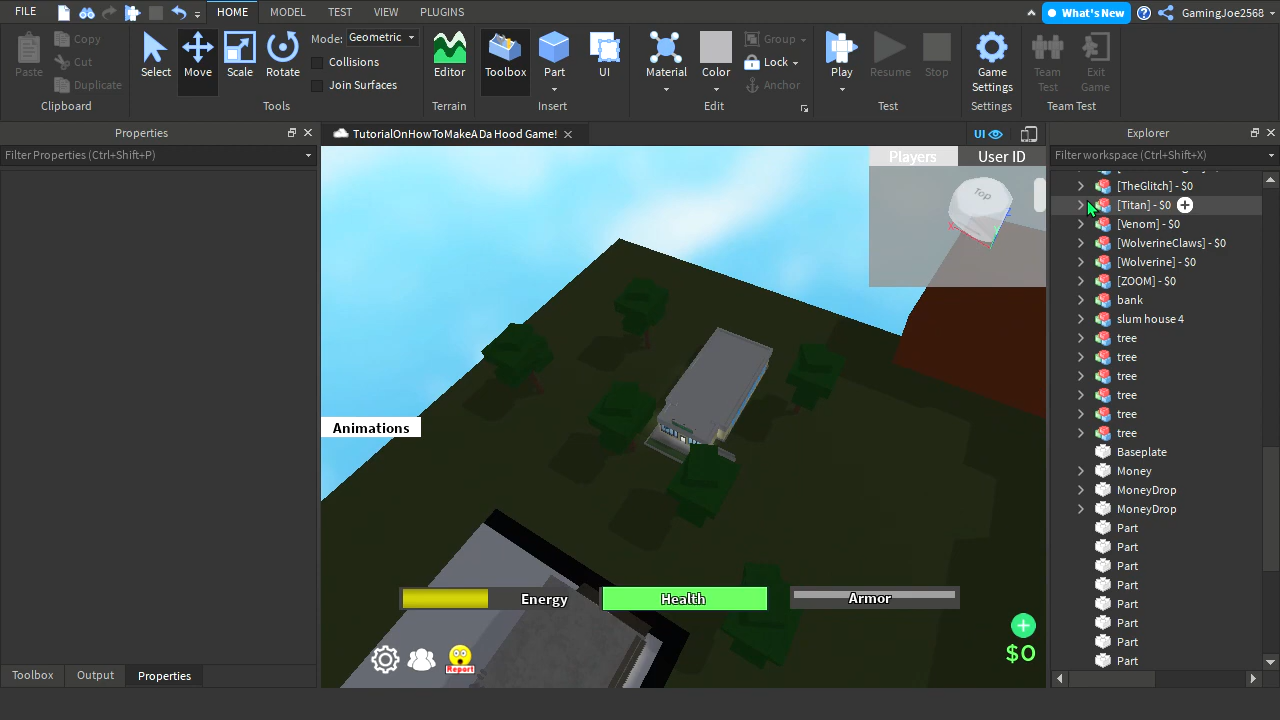 FILE HOME MODEL TEST VIEW PLUGINS What's New GamingJoe2568
Paste Copy Cut Duplicate Select Move Scale Rotate Mode: Geometric Collisions Join Surfaces Editor Toolbox Part UI Material Color Group Lock Anchor Play Resume Stop Game Settings Team Test Exit Game
Clipboard Tools Terrain Insert Edit Test Settings Team Test
Properties
Filter Properties (Ctrl+Shift+P)
TutorialOnHowToMakeADa Hood Game!
UI
Explorer
Filter workspace (Ctrl+Shift+X)
Players User ID
Top
X
Z
Animations
Energy Health Armor
Report
$0
[TheGlitch] - $0
[Titan] - $0
[Venom] - $0
[WolverineClaws] - $0
[Wolverine] - $0
[ZOOM] - $0
bank
slum house 4
tree
tree
tree
tree
tree
tree
Baseplate
Money
MoneyDrop
MoneyDrop
Part
Part
Part
Part
Part
Part
Part
Part
Toolbox Output Properties